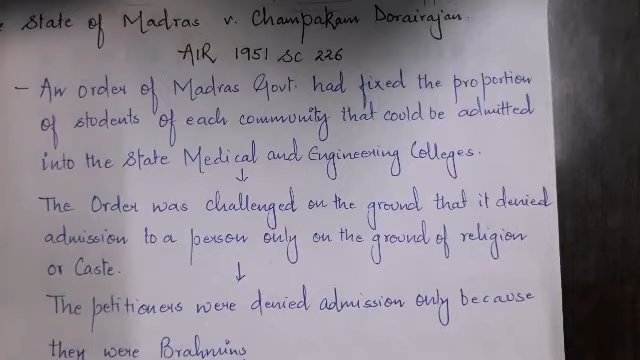 State of Madras v. Champakam Dorairajan.
AIR 1951 SC 226
- An order of Madras Govt. had fixed the proportion
of students of each community that could be admitted
into the State Medical and Engineering Colleges.
↓
The Order was challenged on the ground that it denied
admission to a person only on the ground of religion
or Caste.
↓
The petitioners were denied admission only because
they were Brahmins